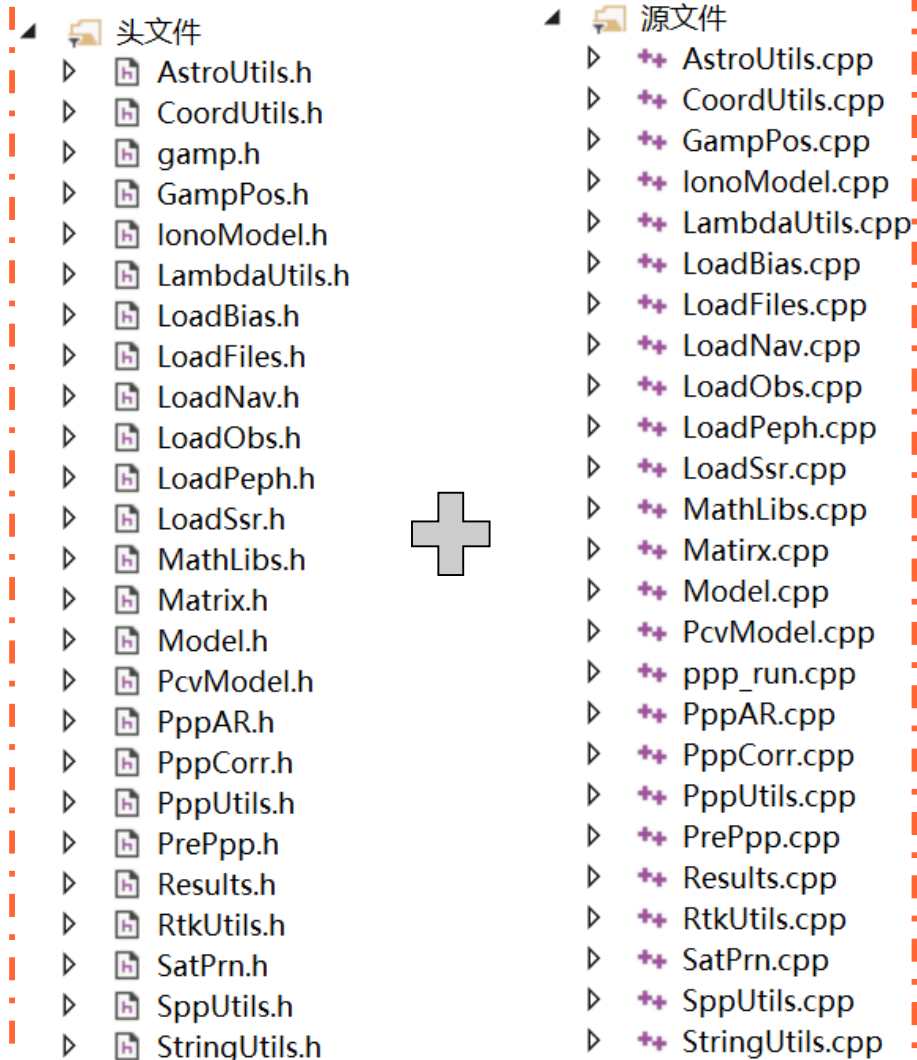 头文件
AstroUtils.h
CoordUtils.h
gamp.h
GampPos.h
IonoModel.h
LambdaUtils.h
LoadBias.h
LoadFiles.h
LoadNav.h
LoadObs.h
LoadPeph.h
LoadSsr.h
MathLibs.h
Matrix.h
Model.h
PcvModel.h
PppAR.h
PppCorr.h
PppUtils.h
PrePpp.h
Results.h
RtkUtils.h
SatPrn.h
SppUtils.h
StringUtils.h
源文件
AstroUtils.cpp
CoordUtils.cpp
GampPos.cpp
IonoModel.cpp
LambdaUtils.cpp
LoadBias.cpp
LoadFiles.cpp
LoadNav.cpp
LoadObs.cpp
LoadPeph.cpp
LoadSsr.cpp
MathLibs.cpp
Matirx.cpp
Model.cpp
PcvModel.cpp
ppp_run.cpp
PppAR.cpp
PppCorr.cpp
PppUtils.cpp
PrePpp.cpp
Results.cpp
RtkUtils.cpp
SatPrn.cpp
SppUtils.cpp
StringUtils.cpp